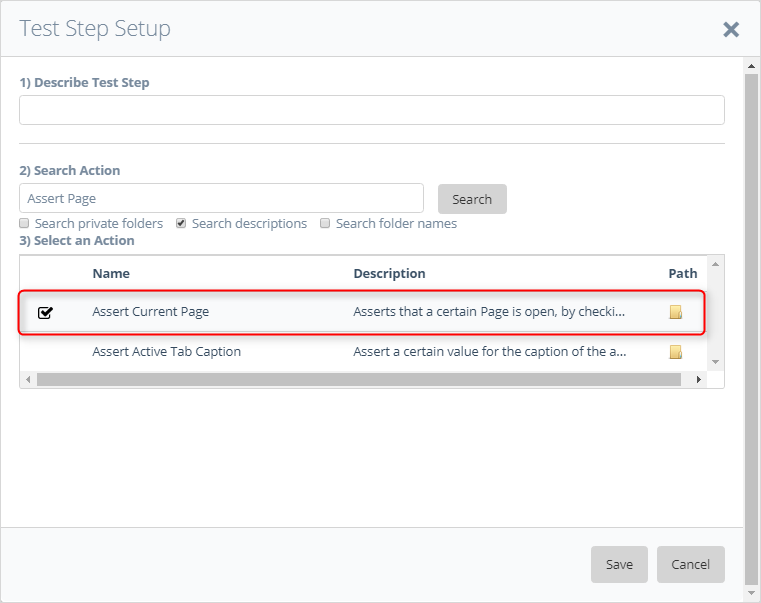 Test Step Setup
1) Describe Test Step
2) Search Action
Assert Page
Search
Search private folders Search descriptions Search folder names
3) Select an Action
Name Description Path
Assert Current Page Asserts that a certain Page is open, by checki...
Assert Active Tab Caption Assert a certain value for the caption of the a...
Save Cancel